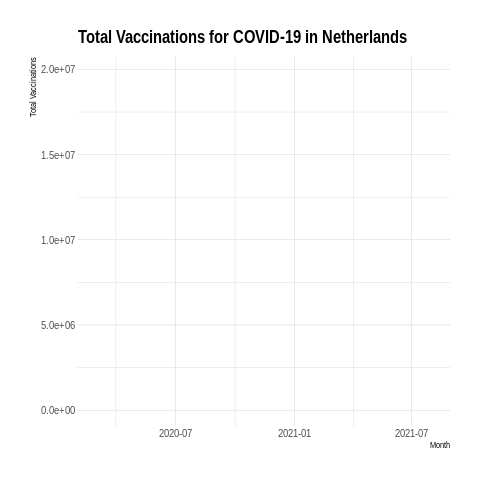 Total Vaccinations for COVID-19 in Netherlands
Total Vaccinations
2.0e+07
1.5e+07
1.0e+07
5.0e+06
0.0e+00
2020-07 2021-01 2021-07
Month